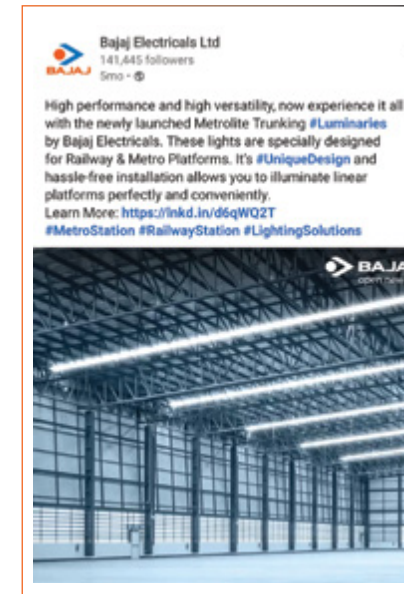 Bajaj Electricals Ltd
141,445 followers
BAJAJ
5mo •
High performance and high versatility, now experience it all
with the newly launched Metrolite Trunking #Luminaries
by Bajaj Electricals. These lights are specially designed
for Railway & Metro Platforms. It's #UniqueDesign and
hassle-free installation allows you to illuminate linear
platforms perfectly and conveniently.
Learn More: https://lnkd.in/d6qWQ2T
#MetroStation #RailwayStation #LightingSolutions
BAJA